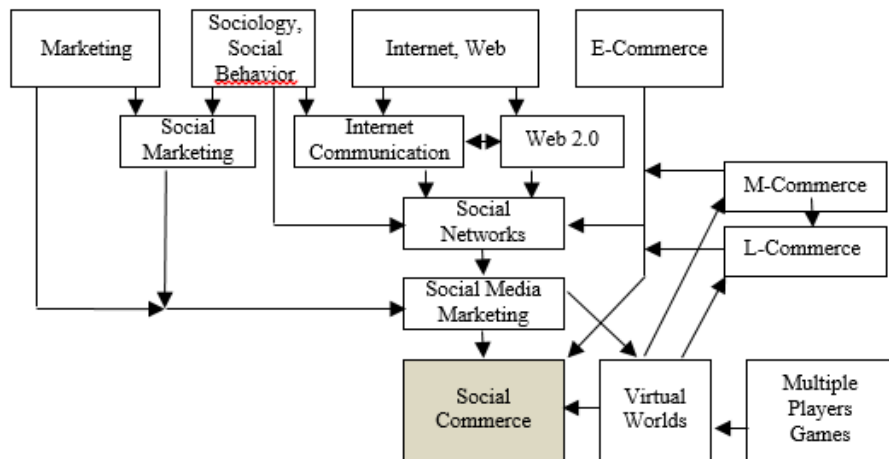 Marketing
Sociology,
Social
Behavior
Internet, Web
E-Commerce
Social
Marketing
Internet
Communication
Web 2.0
M-Commerce
Social
Networks
L-Commerce
Social Media
Marketing
Social
Commerce
Virtual
Worlds
Multiple
Players
Games